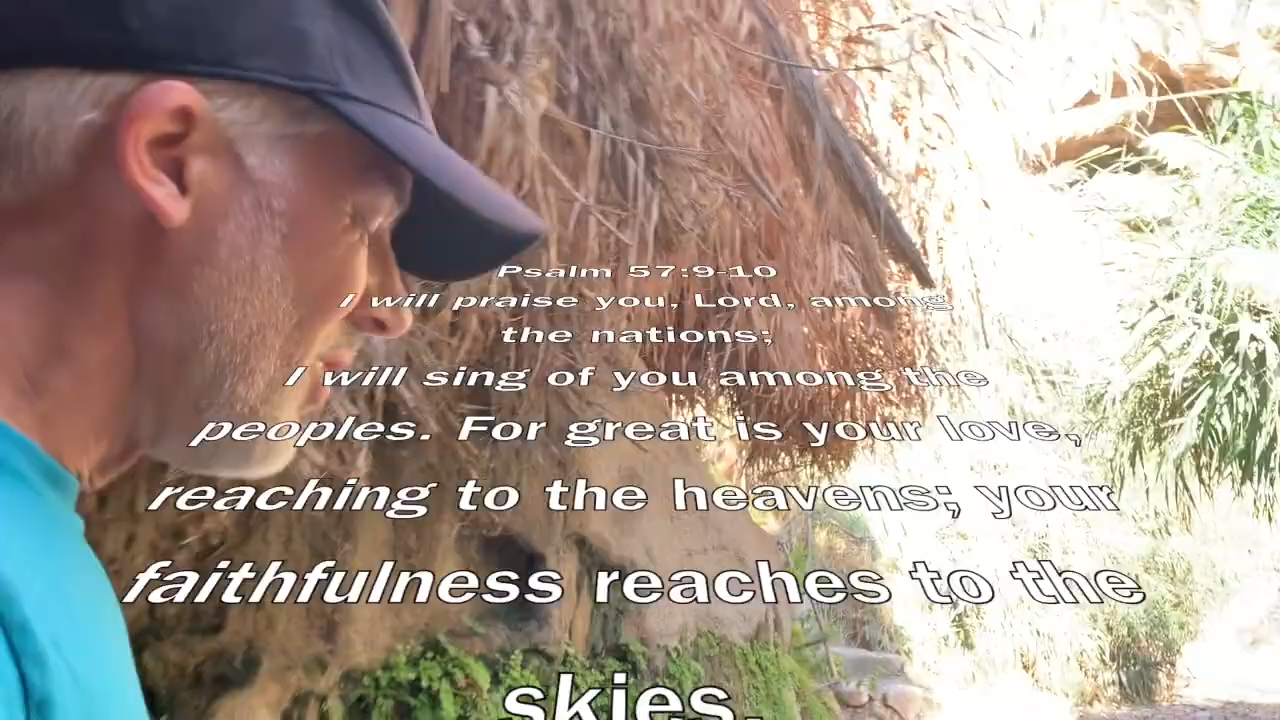 Psalm 57:9-10
I will praise you, Lord, among
the nations;
I will sing of you among the
peoples. For great is your love,
reaching to the heavens; your
faithfulness reaches to the
skies.